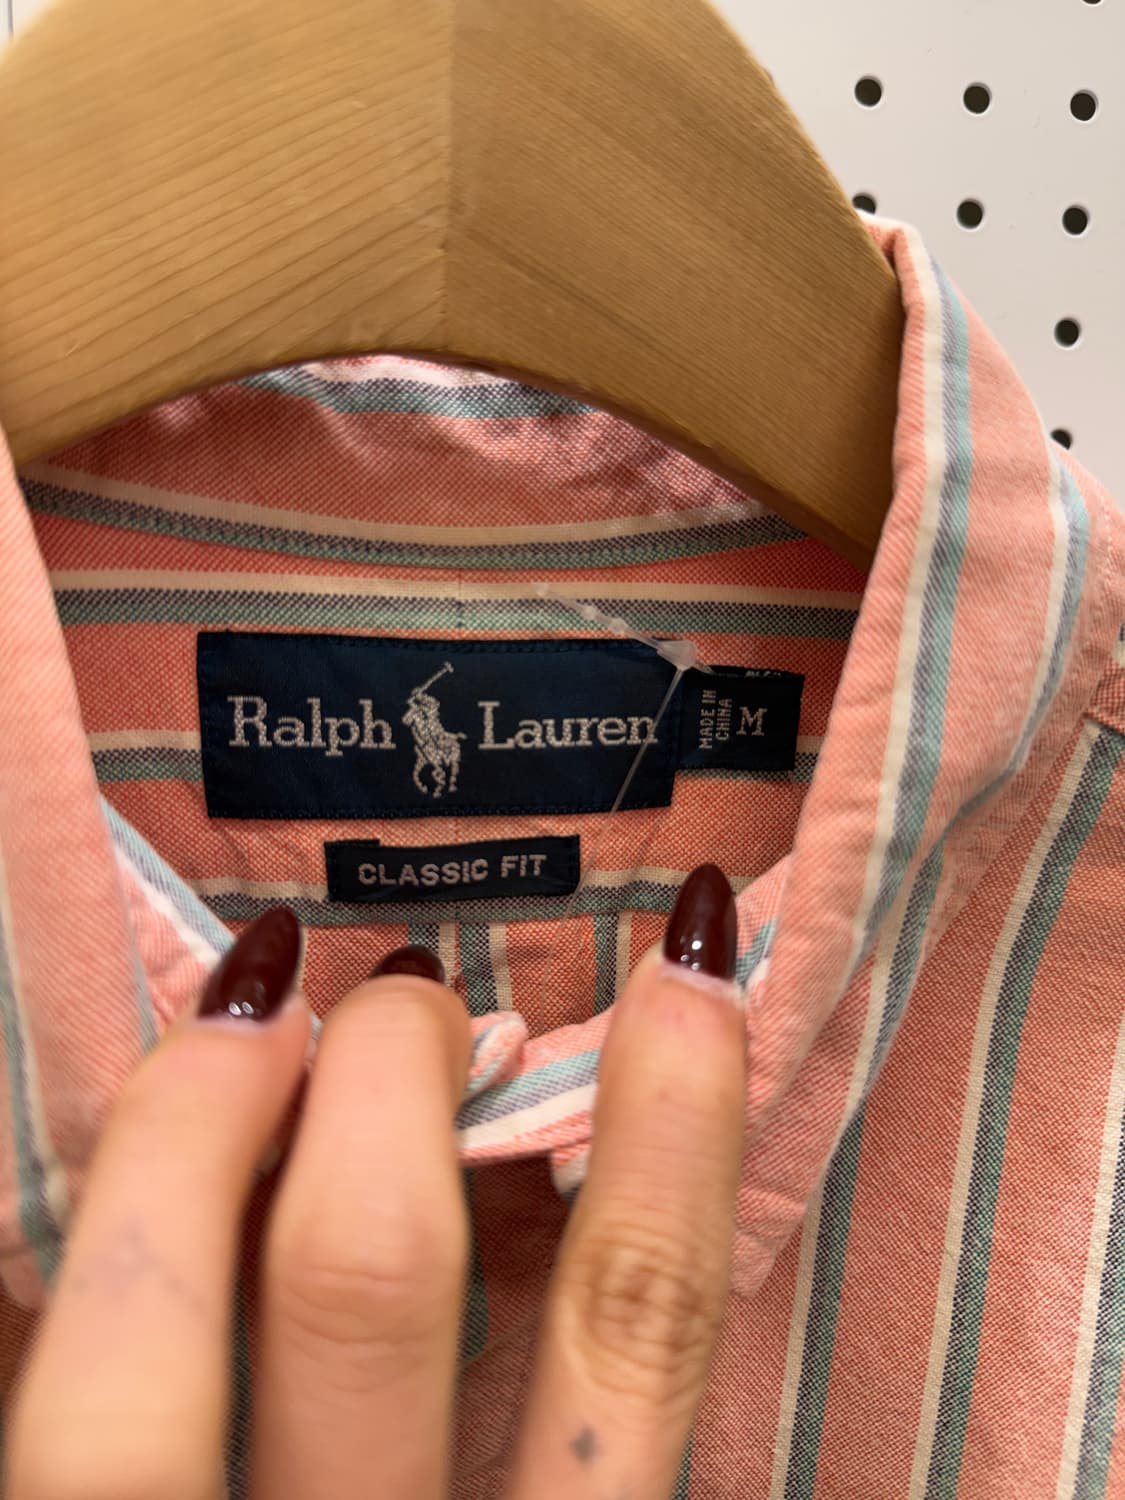 Ralph Lauren
MADE IN
CHINA
M
CLASSIC FIT